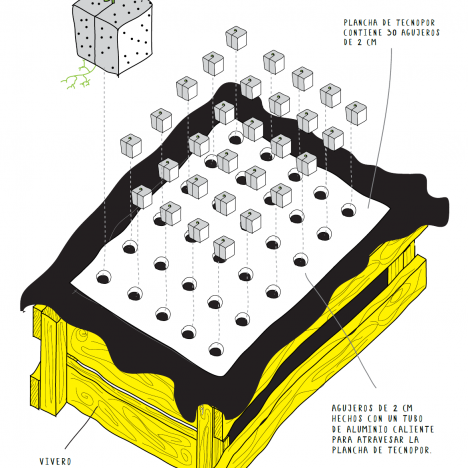 PLANCHA DE TECNOPOR
CONTIENE 30 AGUJEROS
DE 2 CM
AGUJEROS DE 2 CM
HECHOS CON UN TUBO
DE ALUMINIO CALIENTE
PARA ATRAVESAR LA
PLANCHA DE TECNOPOR.
VIVERO